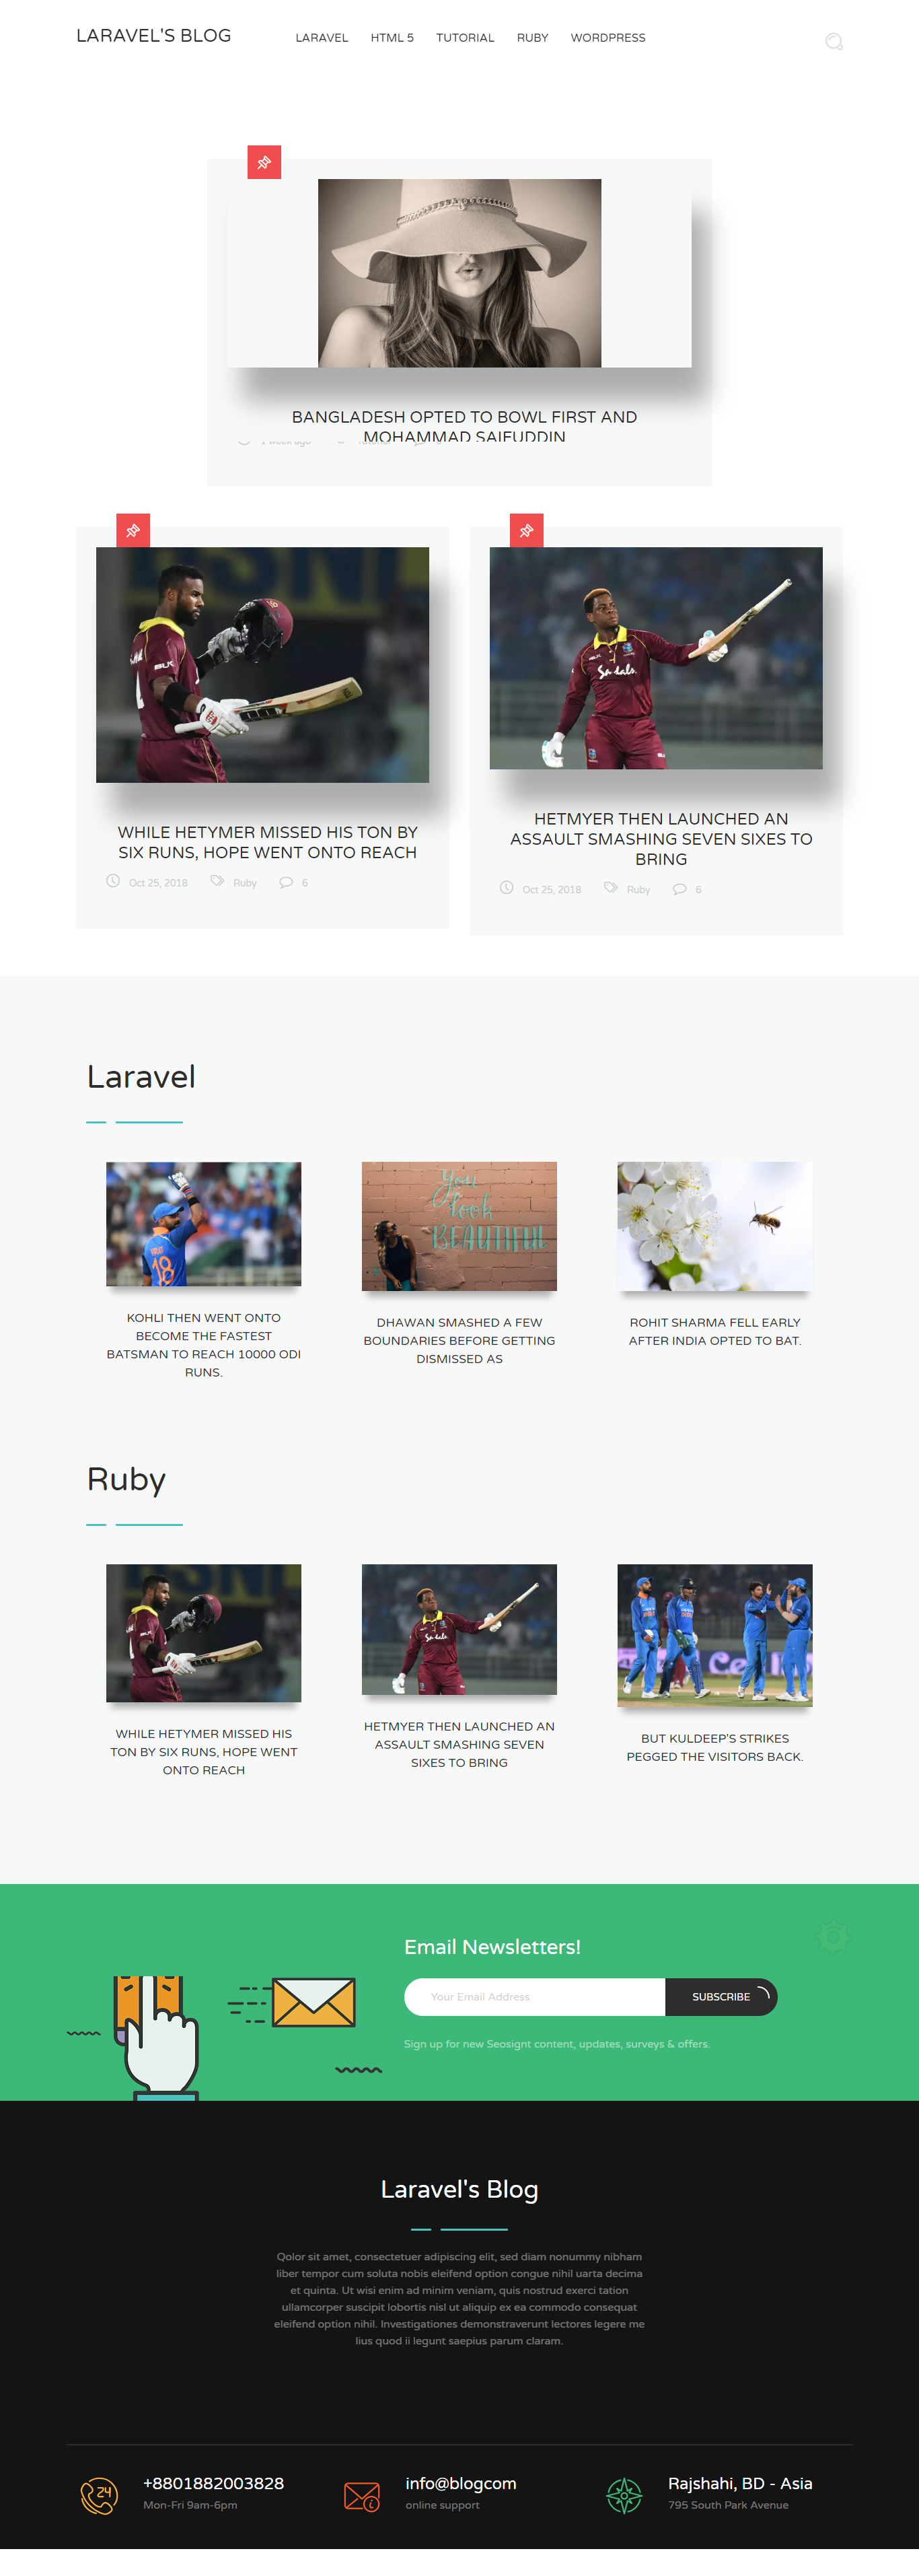 LARAVEL'S BLOG
LARAVEL HTML 5 TUTORIAL RUBY WORDPRESS
BANGLADESH OPTED TO BOWL FIRST AND
MOHAMMAD SAIFUDDIN
1 week ago
WHILE HETYMER MISSED HIS TON BY
SIX RUNS, HOPE WENT ONTO REACH
Oct 25, 2018 Ruby 6
HETMYER THEN LAUNCHED AN
ASSAULT SMASHING SEVEN SIXES TO
BRING
Oct 25, 2018 Ruby 6
Laravel
18
You
look
BEAUTIFUL
KOHLI THEN WENT ONTO
BECOME THE FASTEST
BATSMAN TO REACH 10000 ODI
RUNS.
DHAWAN SMASHED A FEW
BOUNDARIES BEFORE GETTING
DISMISSED AS
ROHIT SHARMA FELL EARLY
AFTER INDIA OPTED TO BAT.
Ruby
WHILE HETYMER MISSED HIS
TON BY SIX RUNS, HOPE WENT
ONTO REACH
HETMYER THEN LAUNCHED AN
ASSAULT SMASHING SEVEN
SIXES TO BRING
BUT KULDEEP'S STRIKES
PEGGED THE VISITORS BACK.
Email Newsletters!
Your Email Address
SUBSCRIBE
Sign up for new Seosignt content, updates, surveys & offers.
Laravel's Blog
Qolor sit amet, consectetuer adipiscing elit, sed diam nonummy nibham
liber tempor cum soluta nobis eleifend option congue nihil uarta decima
et quinta. Ut wisi enim ad minim veniam, quis nostrud exerci tation
ullamcorper suscipit lobortis nisl ut aliquip ex ea commodo consequat
eleifend option nihil. Investigationes demonstraverunt lectores legere me
lius quod ii legunt saepius parum claram.
24
+8801882003828
Mon-Fri 9am-6pm
info@blogcom
online support
Rajshahi, BD - Asia
795 South Park Avenue